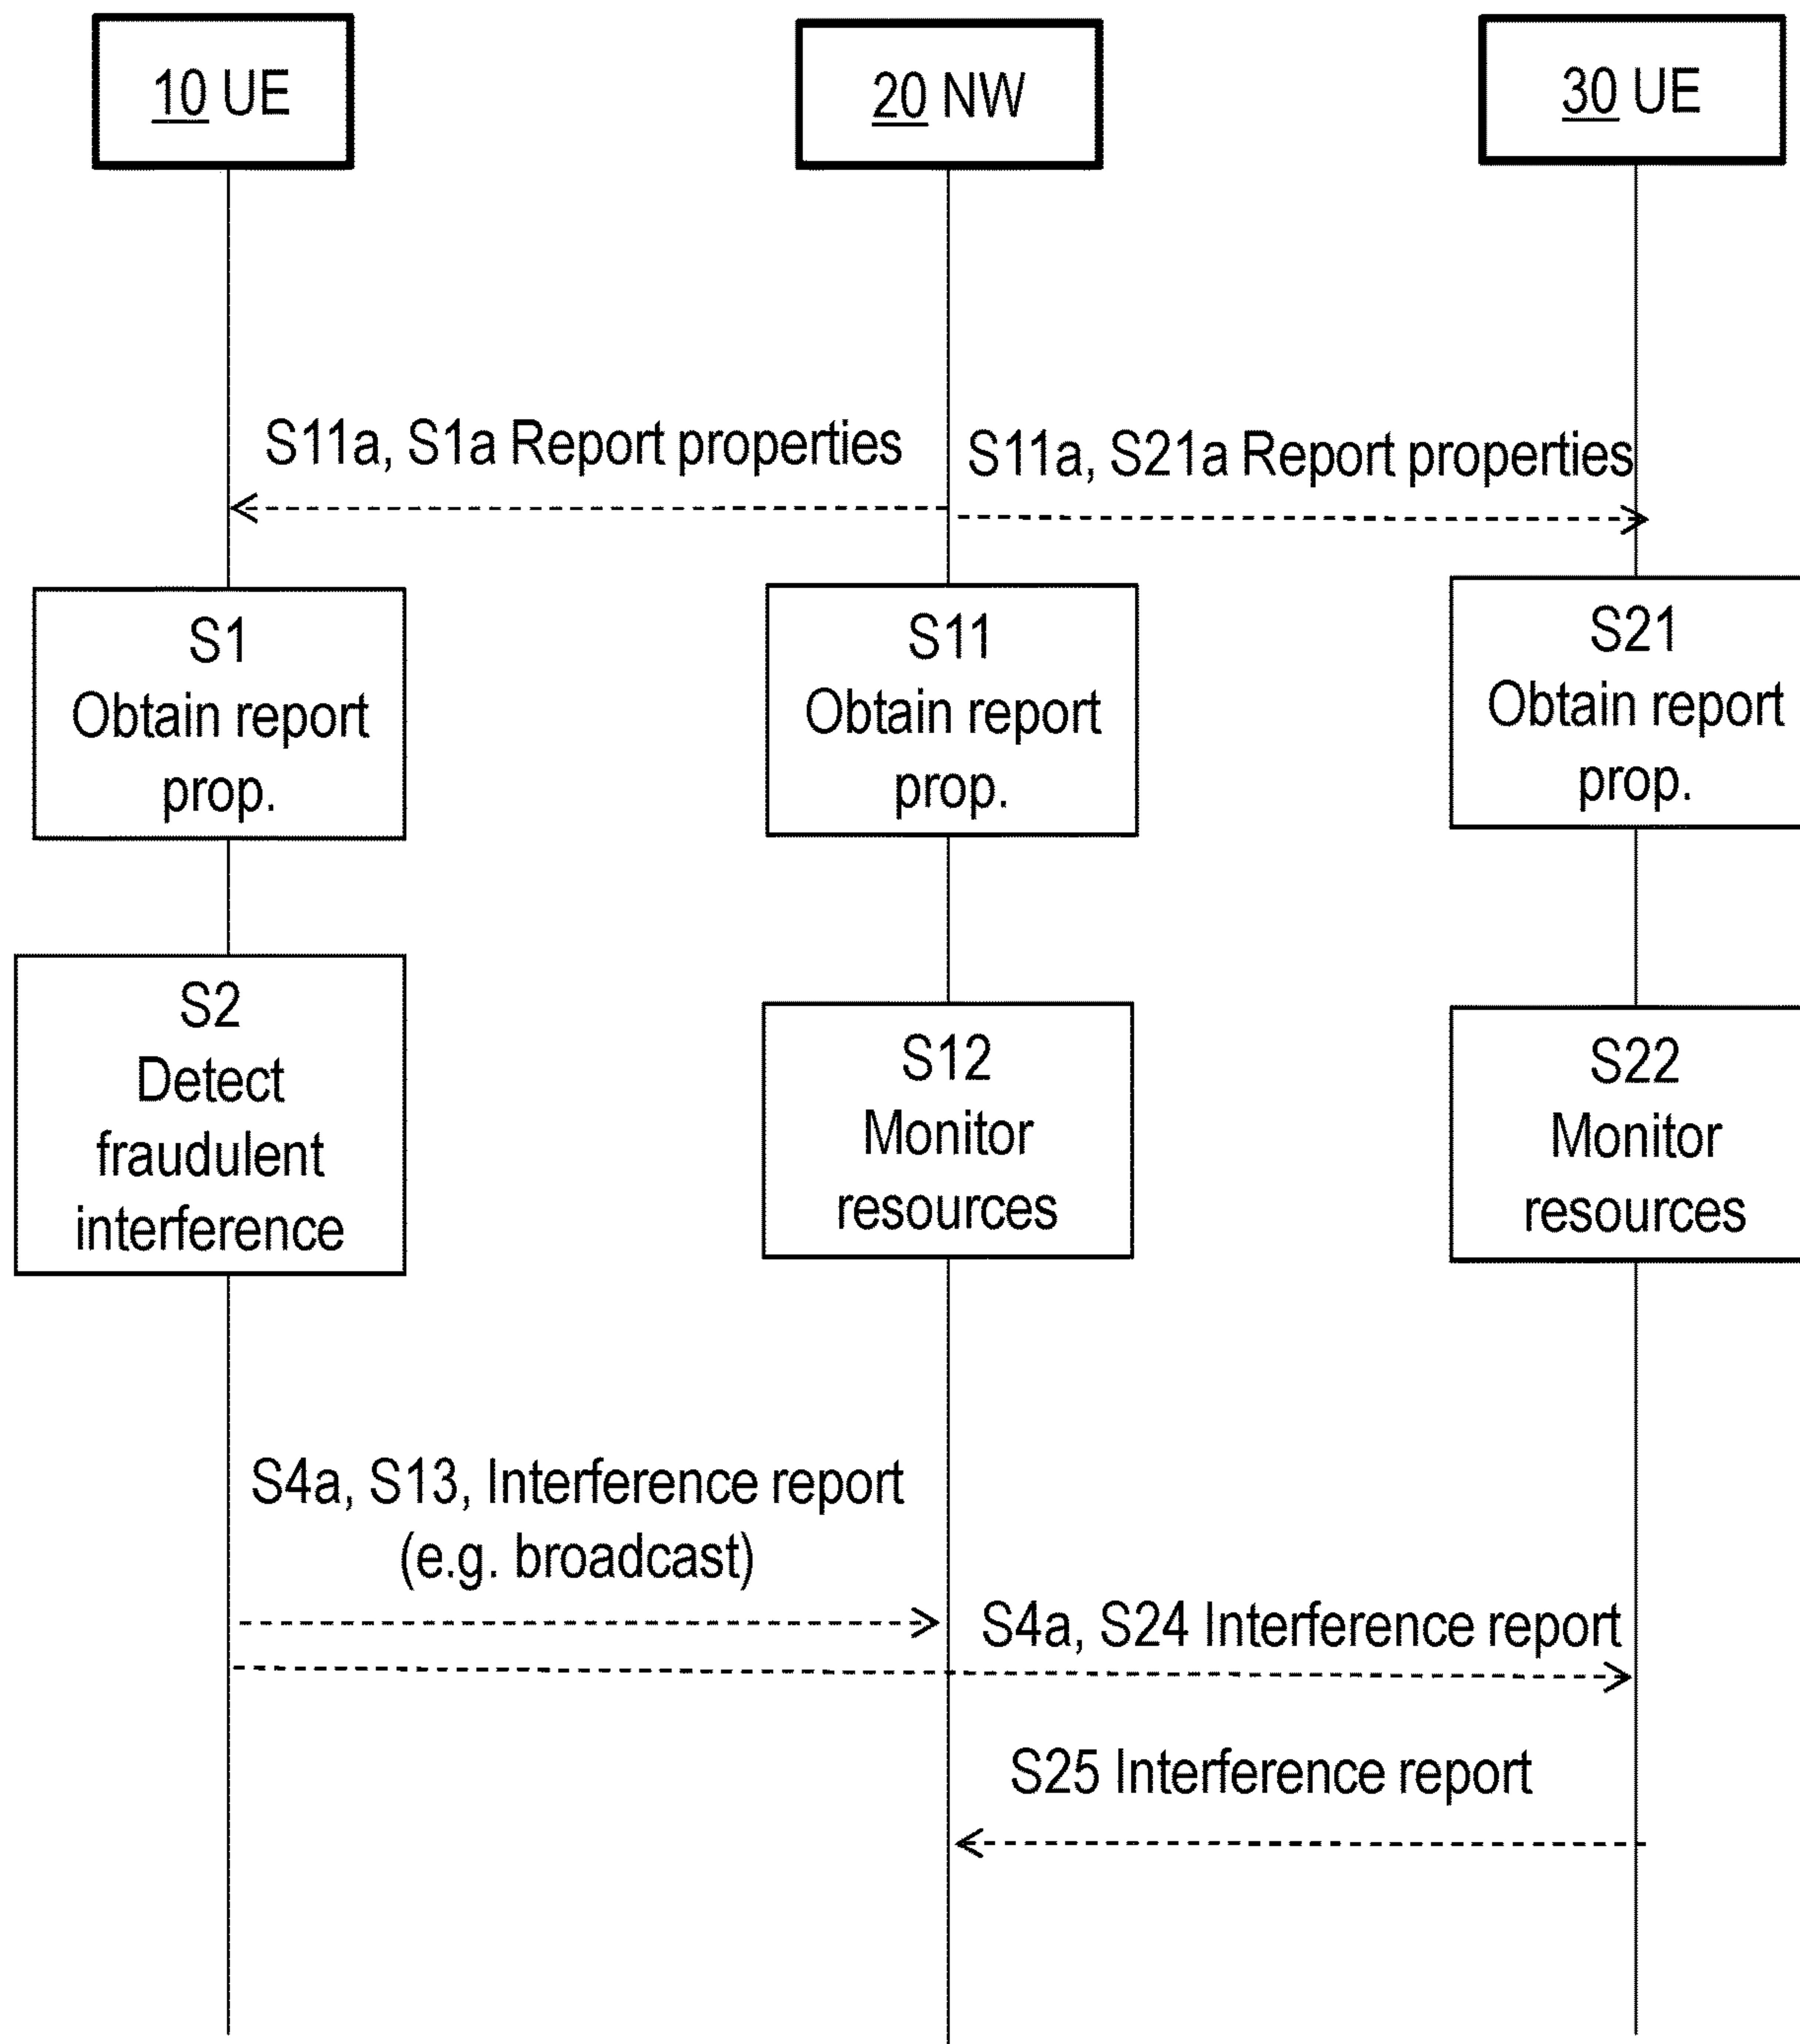 10 UE
20 NW
30 UE
S11a, S1a Report properties
S11a, S21a Report properties
S1
Obtain report
prop.
S11
Obtain report
prop.
S21
Obtain report
prop.
S2
Detect
fraudulent
interference
S12
Monitor
resources
S22
Monitor
resources
S4a, S13, Interference report
(e.g. broadcast)
S4a, S24 Interference report
S25 Interference report